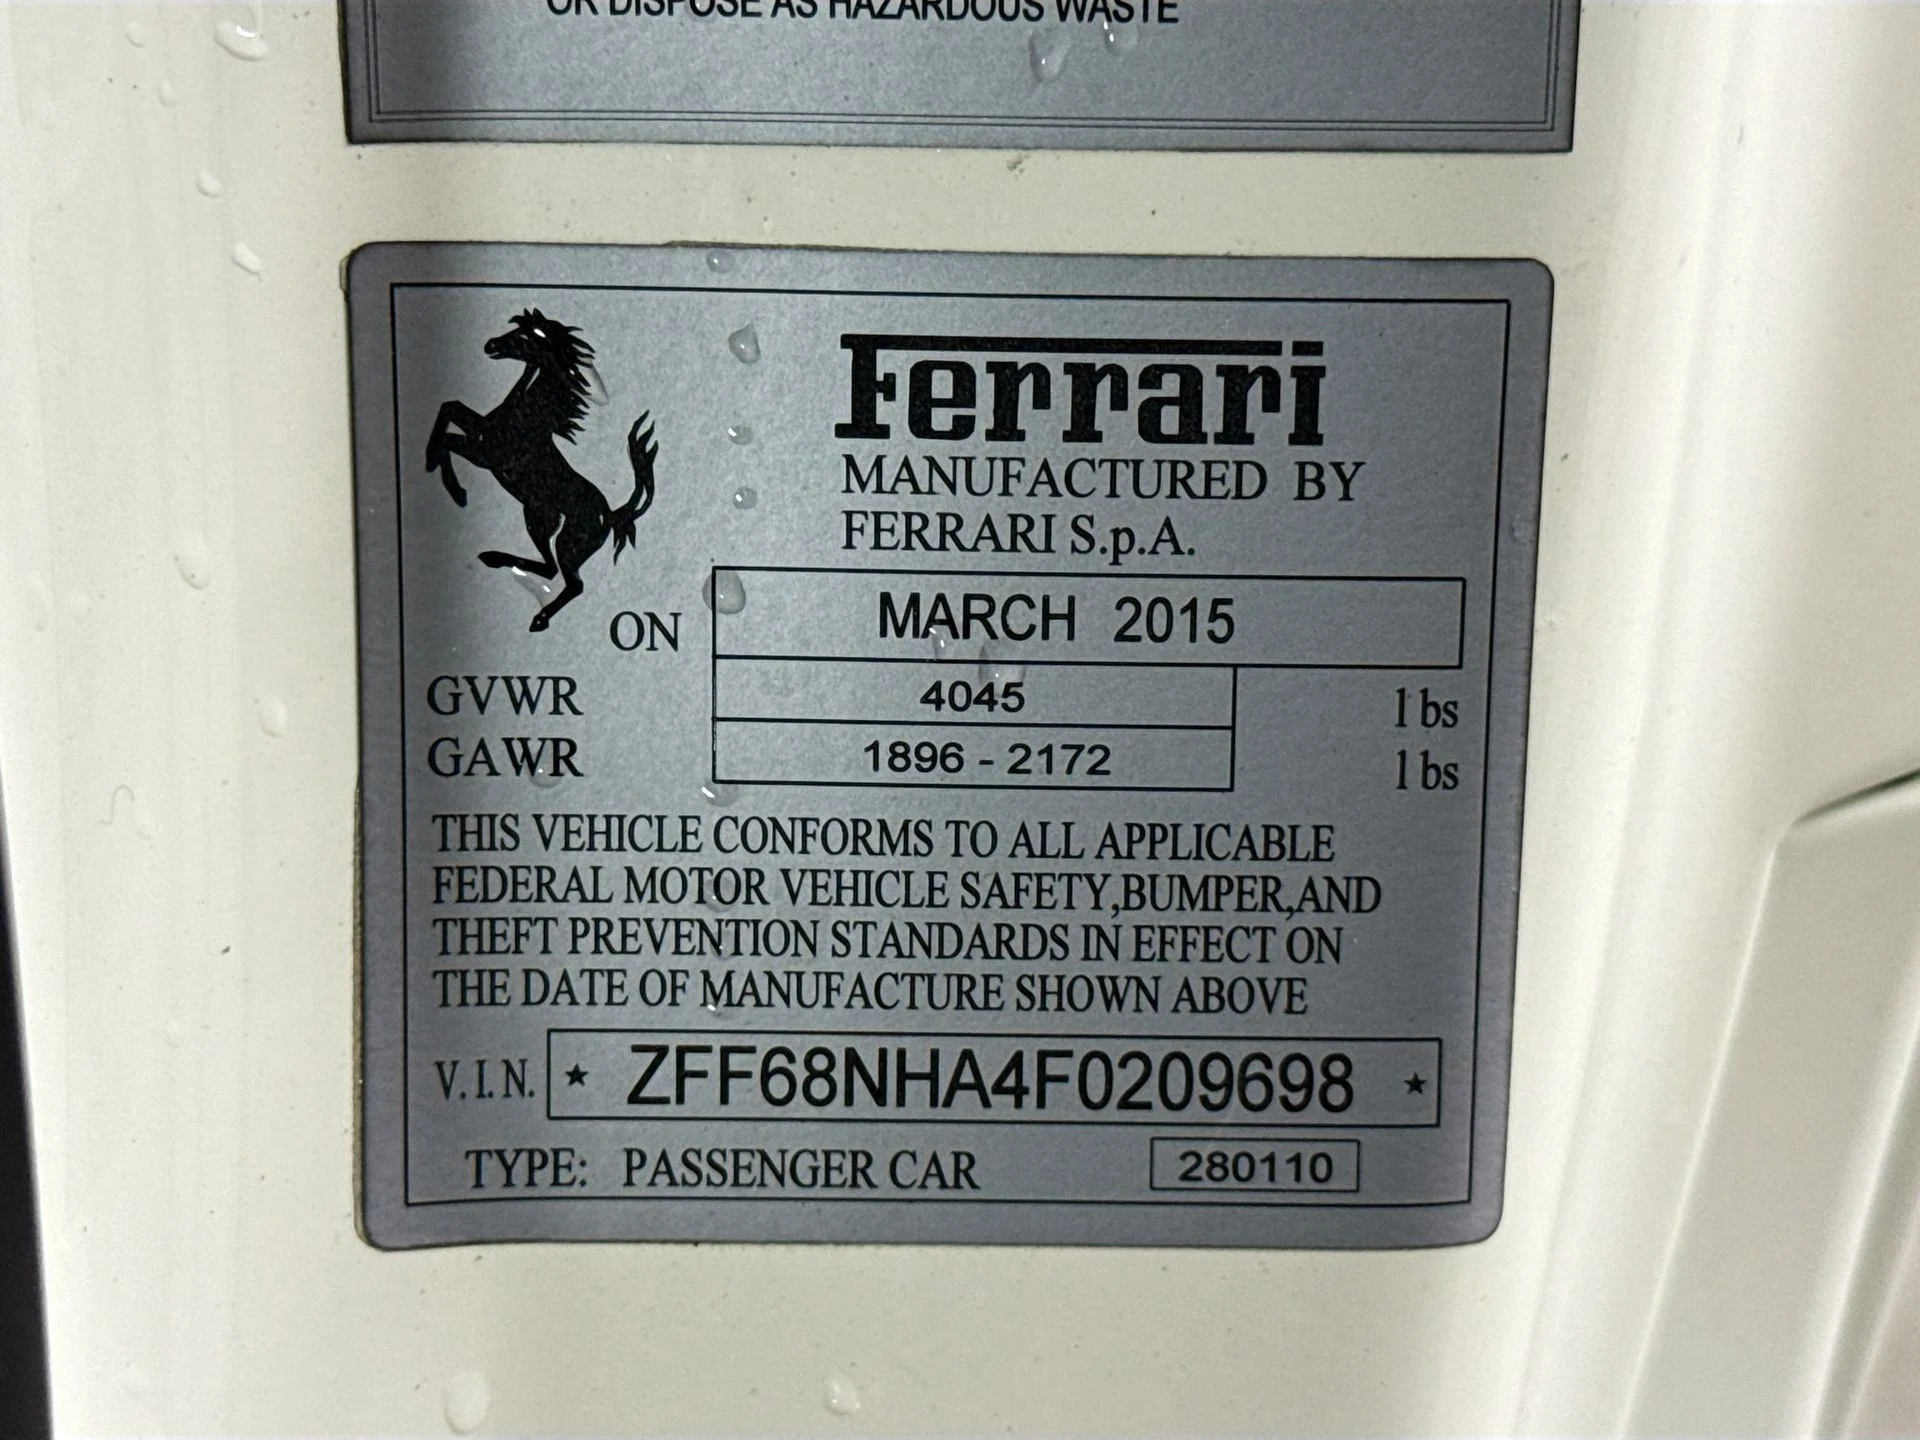 OR DISPOSE AS HAZARDOUS WASTE
Ferrari
MANUFACTURED BY
FERRARI S.p.A.
ON MARCH 2015
GVWR 4045 lbs
GAWR 1896 - 2172 lbs
THIS VEHICLE CONFORMS TO ALL APPLICABLE
FEDERAL MOTOR VEHICLE SAFETY,BUMPER,AND
THEFT PREVENTION STANDARDS IN EFFECT ON
THE DATE OF MANUFACTURE SHOWN ABOVE
V.I.N. ★ ZFF68NHA4F0209698 ★
TYPE: PASSENGER CAR 280110